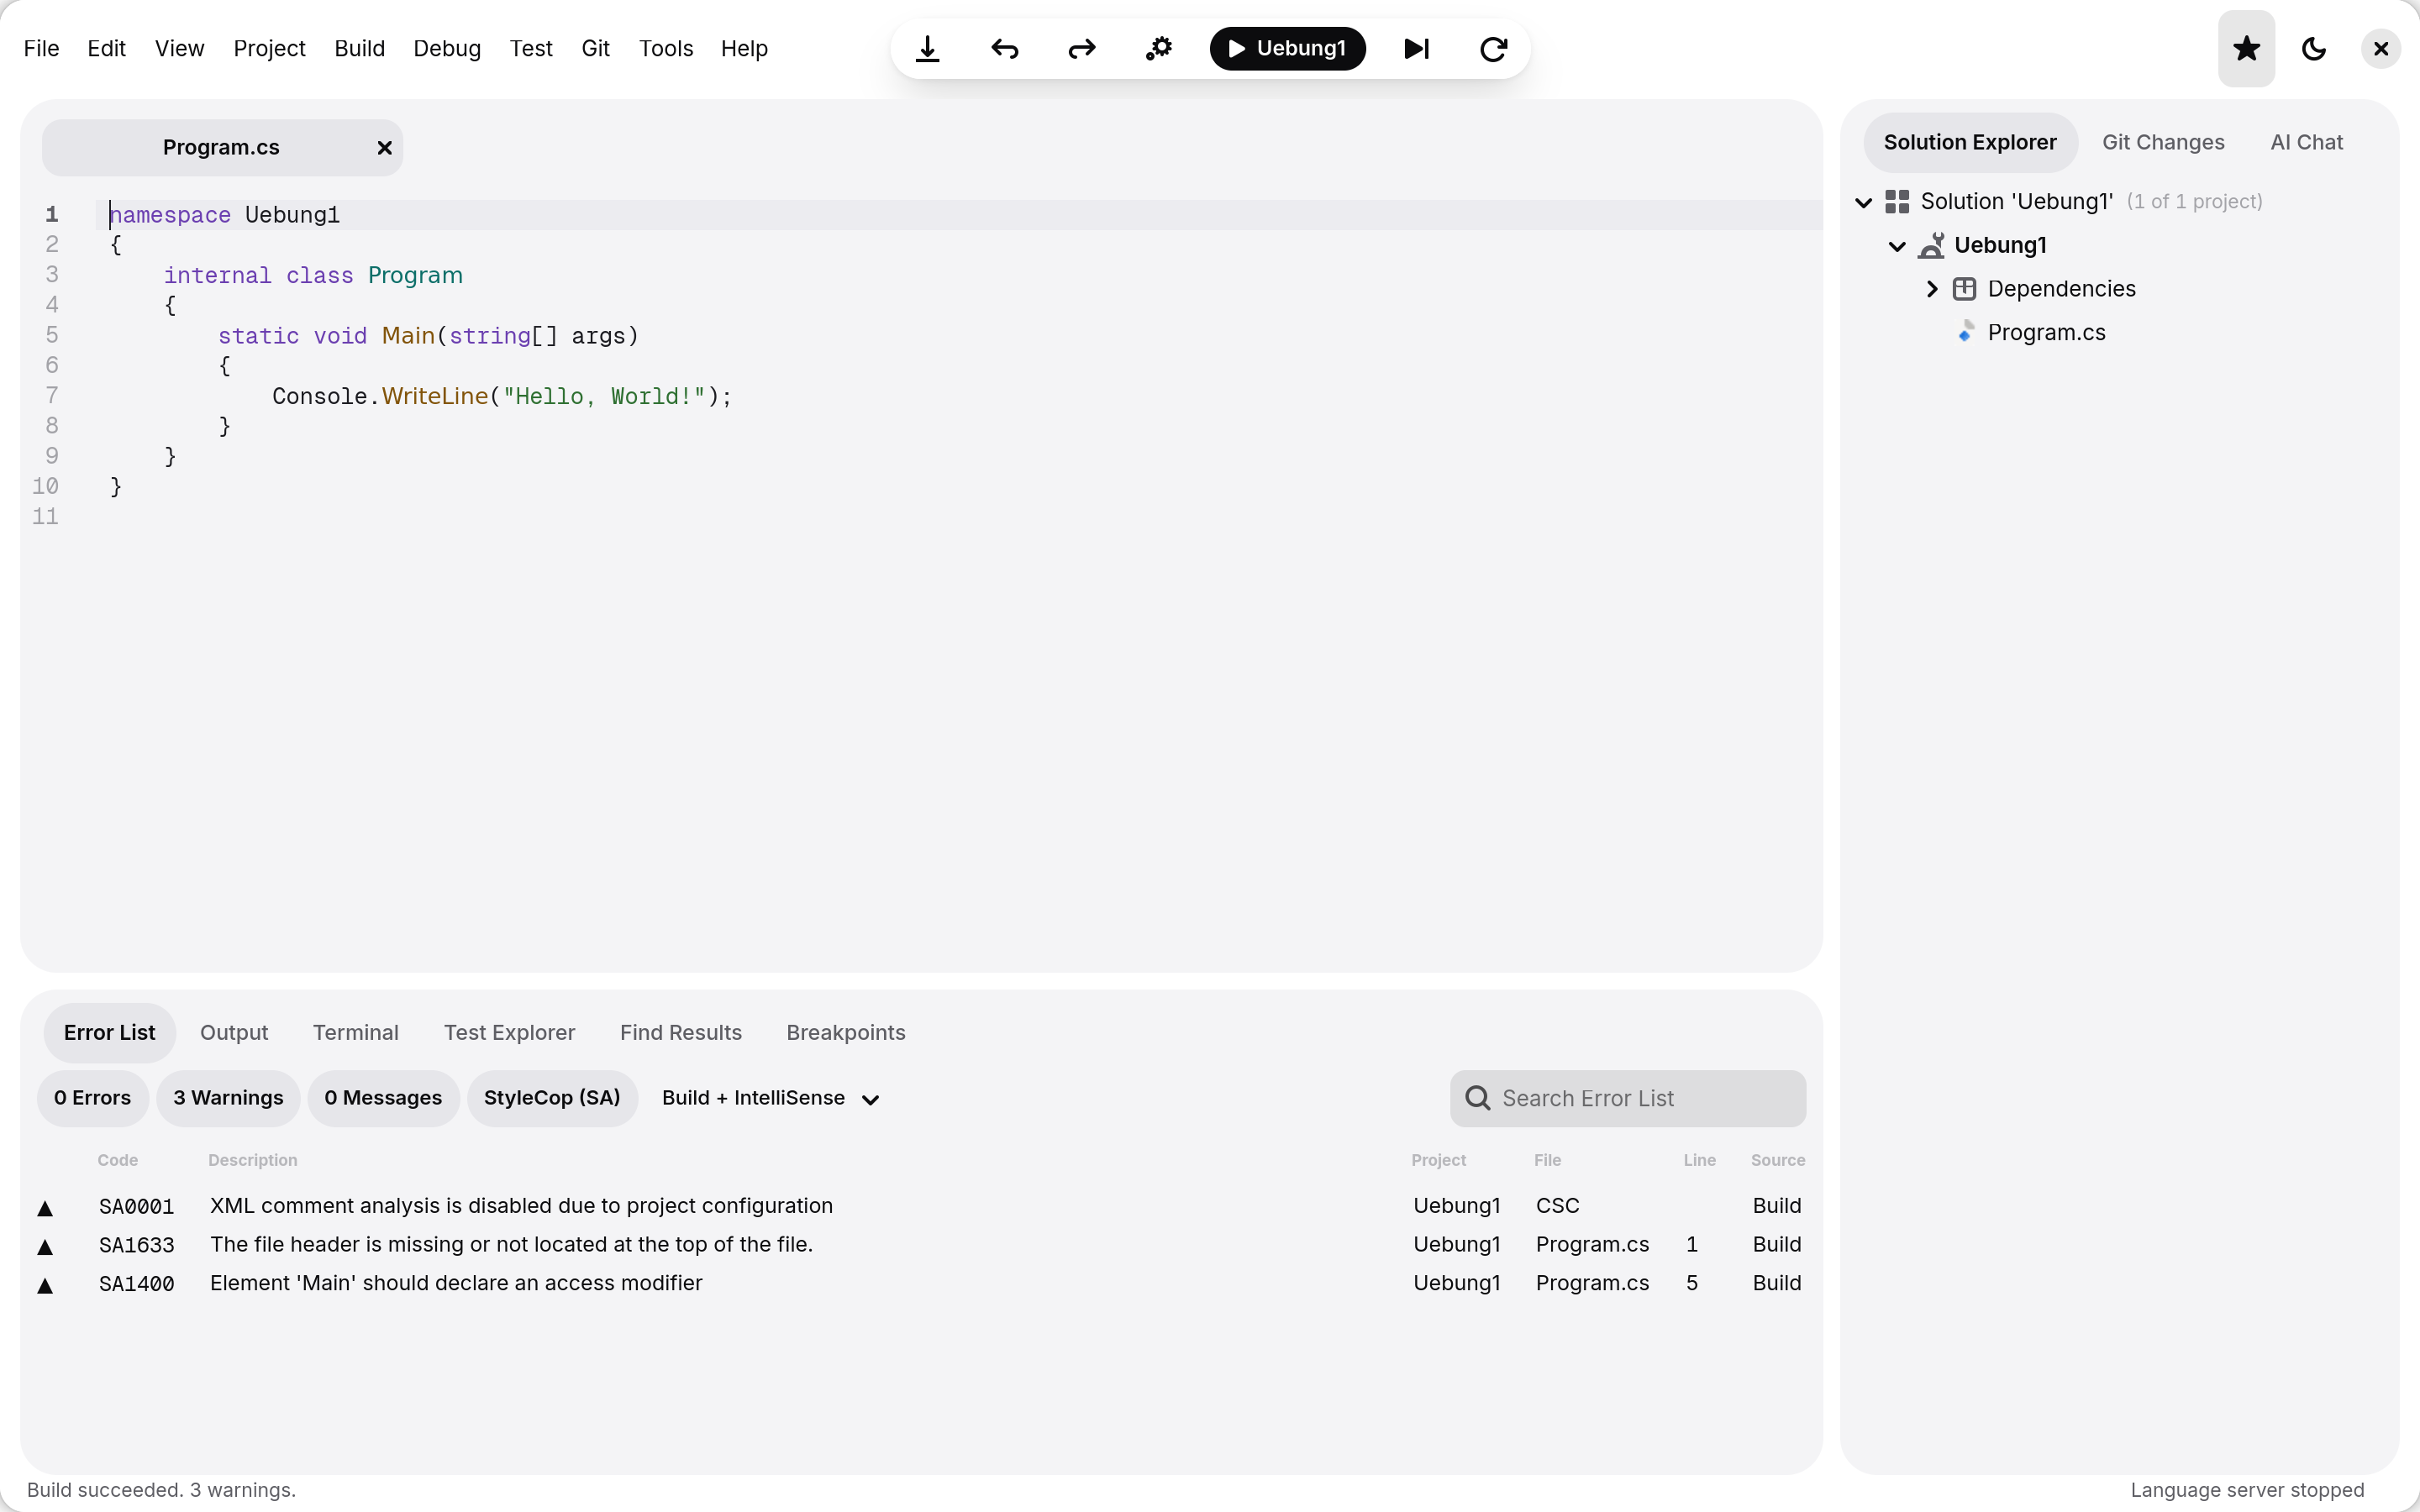 File Edit View Project Build Debug Test Git Tools Help Uebung1
Program.cs
1 namespace Uebung1
2 {
3     internal class Program
4     {
5         static void Main(string[] args)
6         {
7             Console.WriteLine("Hello, World!");
8         }
9     }
10 }
11
Solution Explorer Git Changes AI Chat
Solution 'Uebung1' (1 of 1 project)
Uebung1
Dependencies
Program.cs
Error List Output Terminal Test Explorer Find Results Breakpoints
0 Errors 3 Warnings 0 Messages StyleCop (SA) Build + IntelliSense Search Error List
Code Description Project File Line Source
SA0001 XML comment analysis is disabled due to project configuration Uebung1 CSC Build
SA1633 The file header is missing or not located at the top of the file. Uebung1 Program.cs 1 Build
SA1400 Element 'Main' should declare an access modifier Uebung1 Program.cs 5 Build
Build succeeded. 3 warnings. Language server stopped